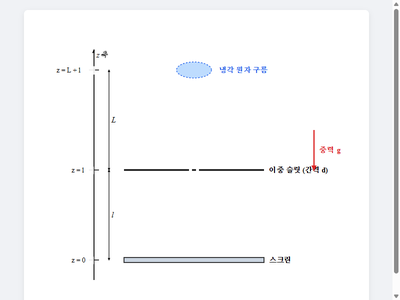 z 축
z = L + l
냉각 원자 구름
L
중력 g
z = l
이중 슬릿 (간격 d)
l
z = 0
스크린